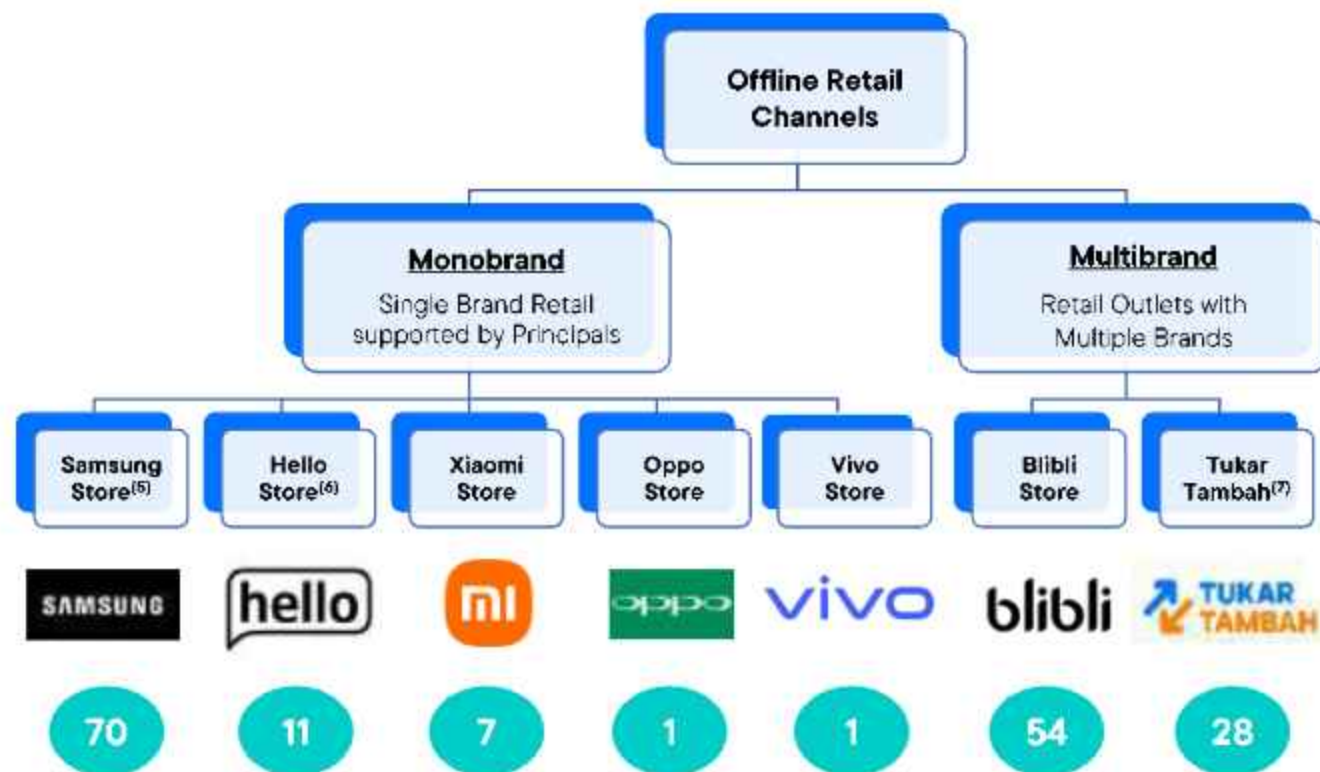 Offline Retail
Channels
Monobrand
Single Brand Retail
supported by Principals
Multibrand
Retail Outlets with
Multiple Brands
Samsung
Store(5)
Hello
Store(6)
Xiaomi
Store
Oppo
Store
Vivo
Store
Blibli
Store
Tukar
Tambah(7)
SAMSUNG
hello
mi
oppo
vivo
blibli
TUKAR
TAMBAH
70
11
7
1
1
54
28